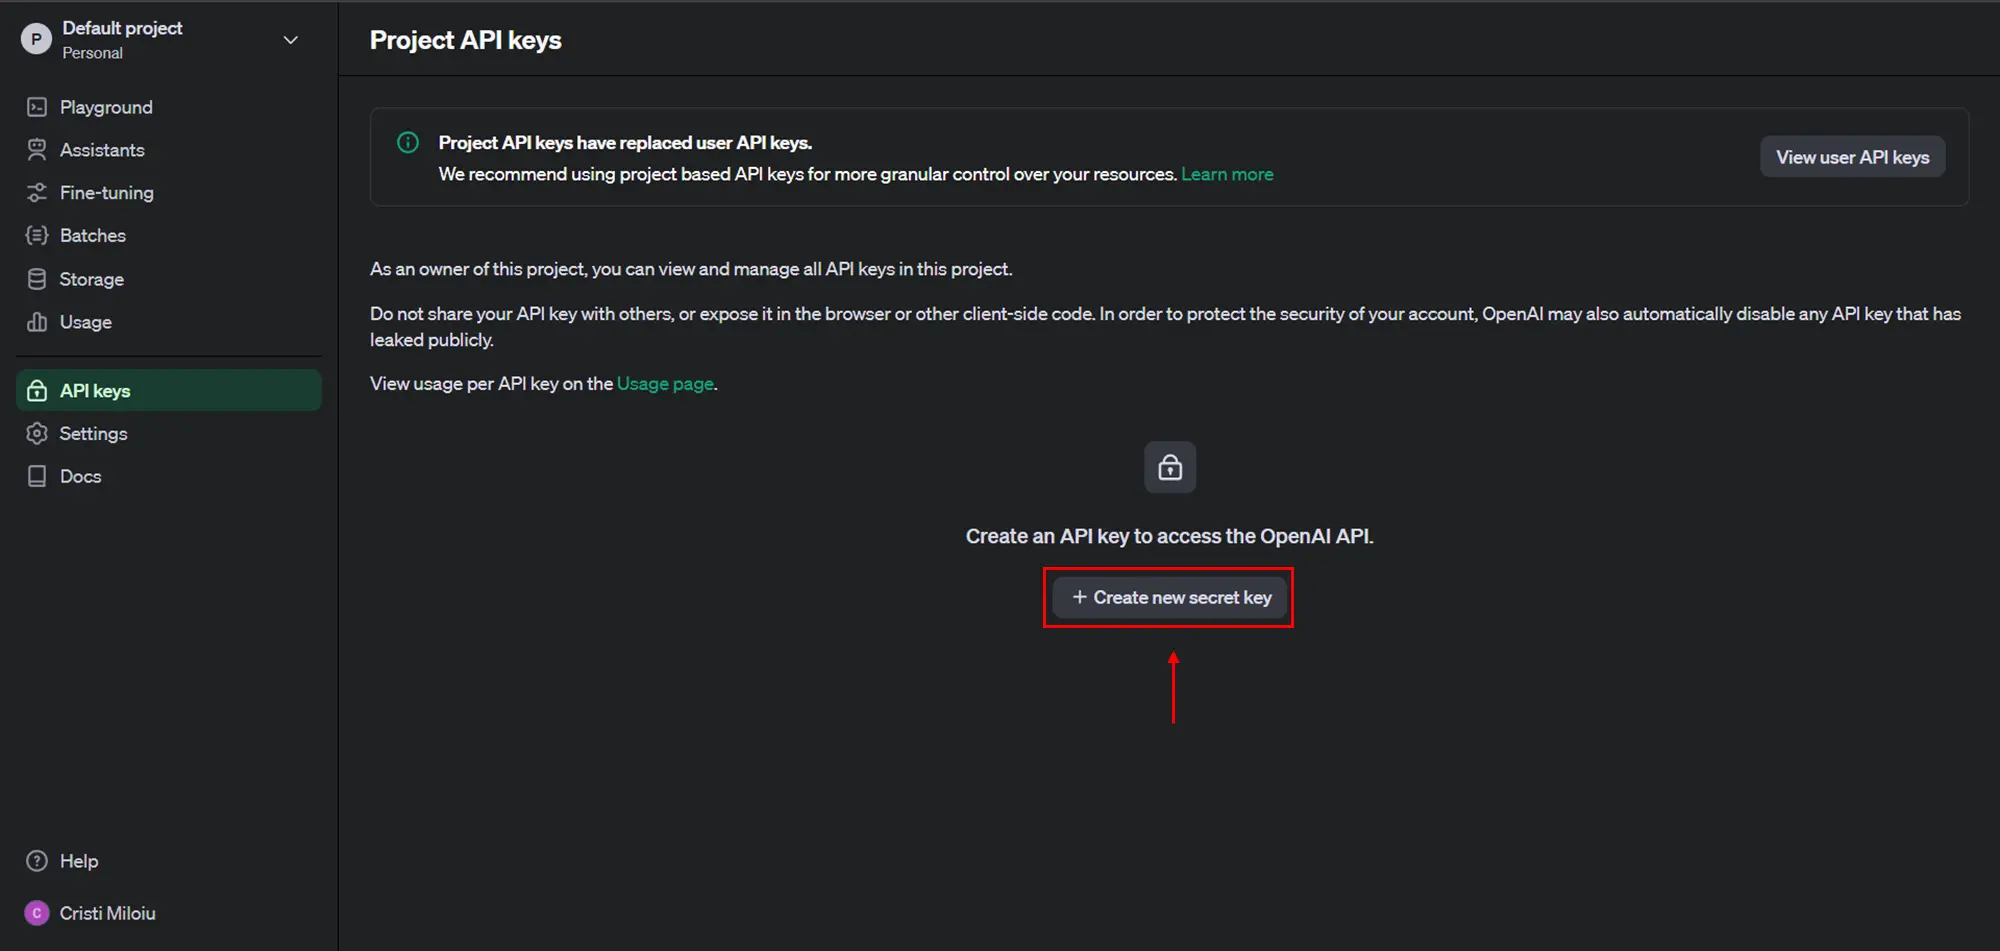 P
Default project
Personal
Playground
Assistants
Fine-tuning
Batches
Storage
Usage
API keys
Settings
Docs
Help
C
Cristi Miloiu
Project API keys
Project API keys have replaced user API keys.
We recommend using project based API keys for more granular control over your resources. Learn more
View user API keys
As an owner of this project, you can view and manage all API keys in this project.
Do not share your API key with others, or expose it in the browser or other client-side code. In order to protect the security of your account, OpenAI may also automatically disable any API key that has
leaked publicly.
View usage per API key on the Usage page.
Create an API key to access the OpenAI API.
+ Create new secret key